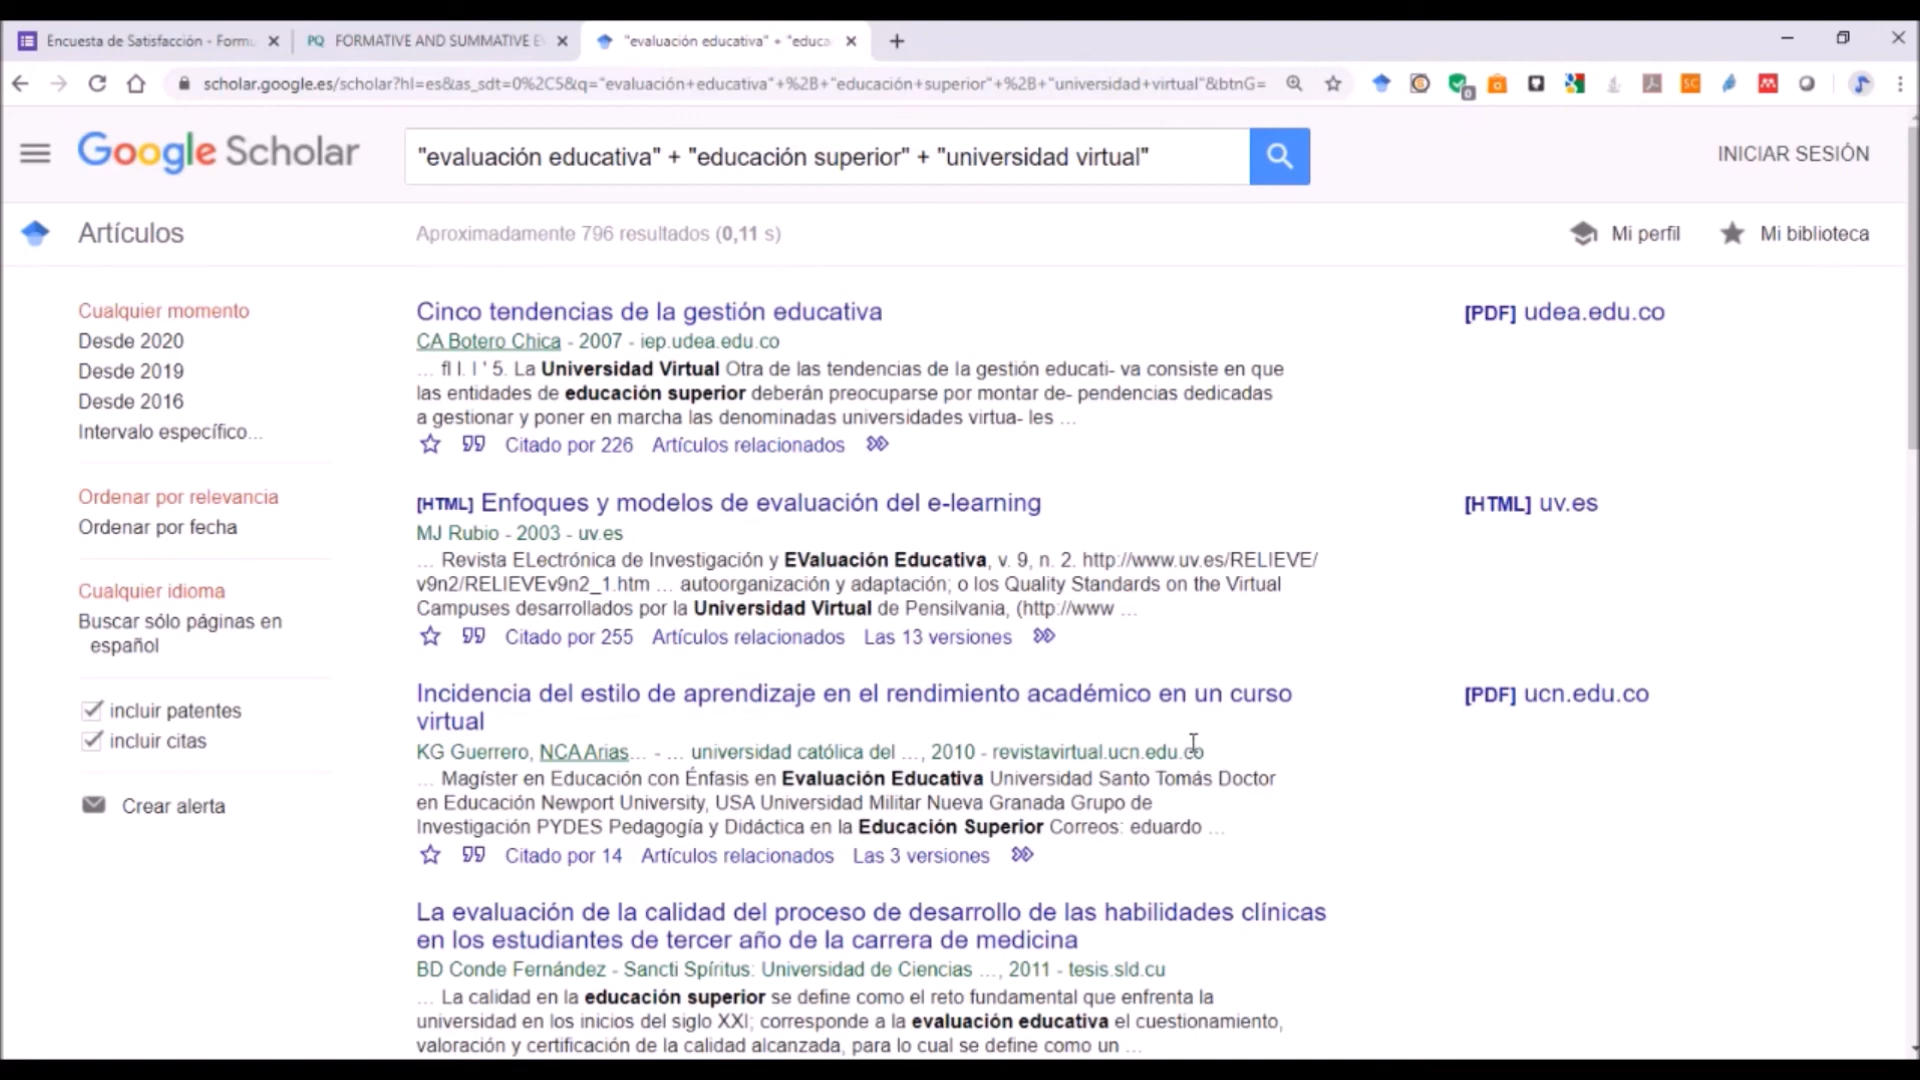 Encuesta de Satisfacción - Formu
PQ FORMATIVE AND SUMMATIVE E
"evaluación educativa" + "educa
scholar.google.es/scholar?hl=es&as_sdt=0%2C5&q="evaluación+educativa"+%2B+"educación+superior"+%2B+"universidad+virtual"&btnG=
Google Scholar
"evaluación educativa" + "educación superior" + "universidad virtual"
INICIAR SESIÓN
Artículos
Aproximadamente 796 resultados (0,11 s)
Mi perfil
Mi biblioteca
Cualquier momento
Desde 2020
Desde 2019
Desde 2016
Intervalo específico...
Ordenar por relevancia
Ordenar por fecha
Cualquier idioma
Buscar sólo páginas en
español
incluir patentes
incluir citas
Crear alerta
Cinco tendencias de la gestión educativa
[PDF] udea.edu.co
CA Botero Chica - 2007 - iep.udea.edu.co
... fl l. l ' 5. La Universidad Virtual Otra de las tendencias de la gestión educati- va consiste en que
las entidades de educación superior deberán preocuparse por montar de- pendencias dedicadas
a gestionar y poner en marcha las denominadas universidades virtua- les ...
Citado por 226 Artículos relacionados
[HTML] Enfoques y modelos de evaluación del e-learning
[HTML] uv.es
MJ Rubio - 2003 - uv.es
... Revista ELectrónica de Investigación y EValuación Educativa, v. 9, n. 2. http://www.uv.es/RELIEVE/
v9n2/RELIEVEv9n2_1.htm ... autoorganización y adaptación; o los Quality Standards on the Virtual
Campuses desarrollados por la Universidad Virtual de Pensilvania, (http://www ...
Citado por 255 Artículos relacionados Las 13 versiones
Incidencia del estilo de aprendizaje en el rendimiento académico en un curso
virtual
[PDF] ucn.edu.co
KG Guerrero, NCA Arias... - ... universidad católica del ..., 2010 - revistavirtual.ucn.edu.co
... Magíster en Educación con Énfasis en Evaluación Educativa Universidad Santo Tomás Doctor
en Educación Newport University, USA Universidad Militar Nueva Granada Grupo de
Investigación PYDES Pedagogía y Didáctica en la Educación Superior Correos: eduardo ...
Citado por 14 Artículos relacionados Las 3 versiones
La evaluación de la calidad del proceso de desarrollo de las habilidades clínicas
en los estudiantes de tercer año de la carrera de medicina
BD Conde Fernández - Sancti Spíritus: Universidad de Ciencias ..., 2011 - tesis.sld.cu
... La calidad en la educación superior se define como el reto fundamental que enfrenta la
universidad en los inicios del siglo XXI; corresponde a la evaluación educativa el cuestionamiento,
valoración y certificación de la calidad alcanzada, para lo cual se define como un ...